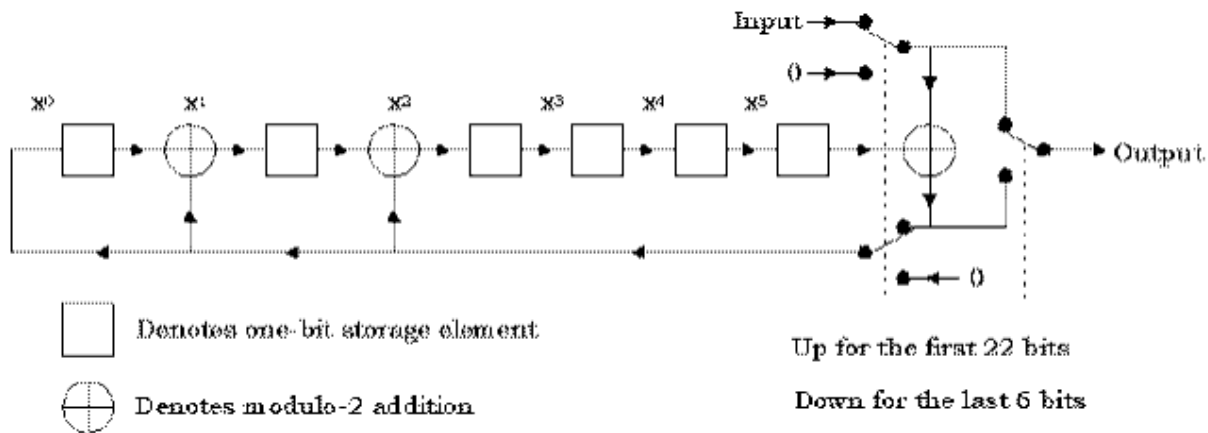 Input
0
x⁰ x¹ x² x³ x⁴ x⁵
Output
0
Denotes one-bit storage element
Up for the first 22 bits
Denotes modulo-2 addition
Down for the last 6 bits